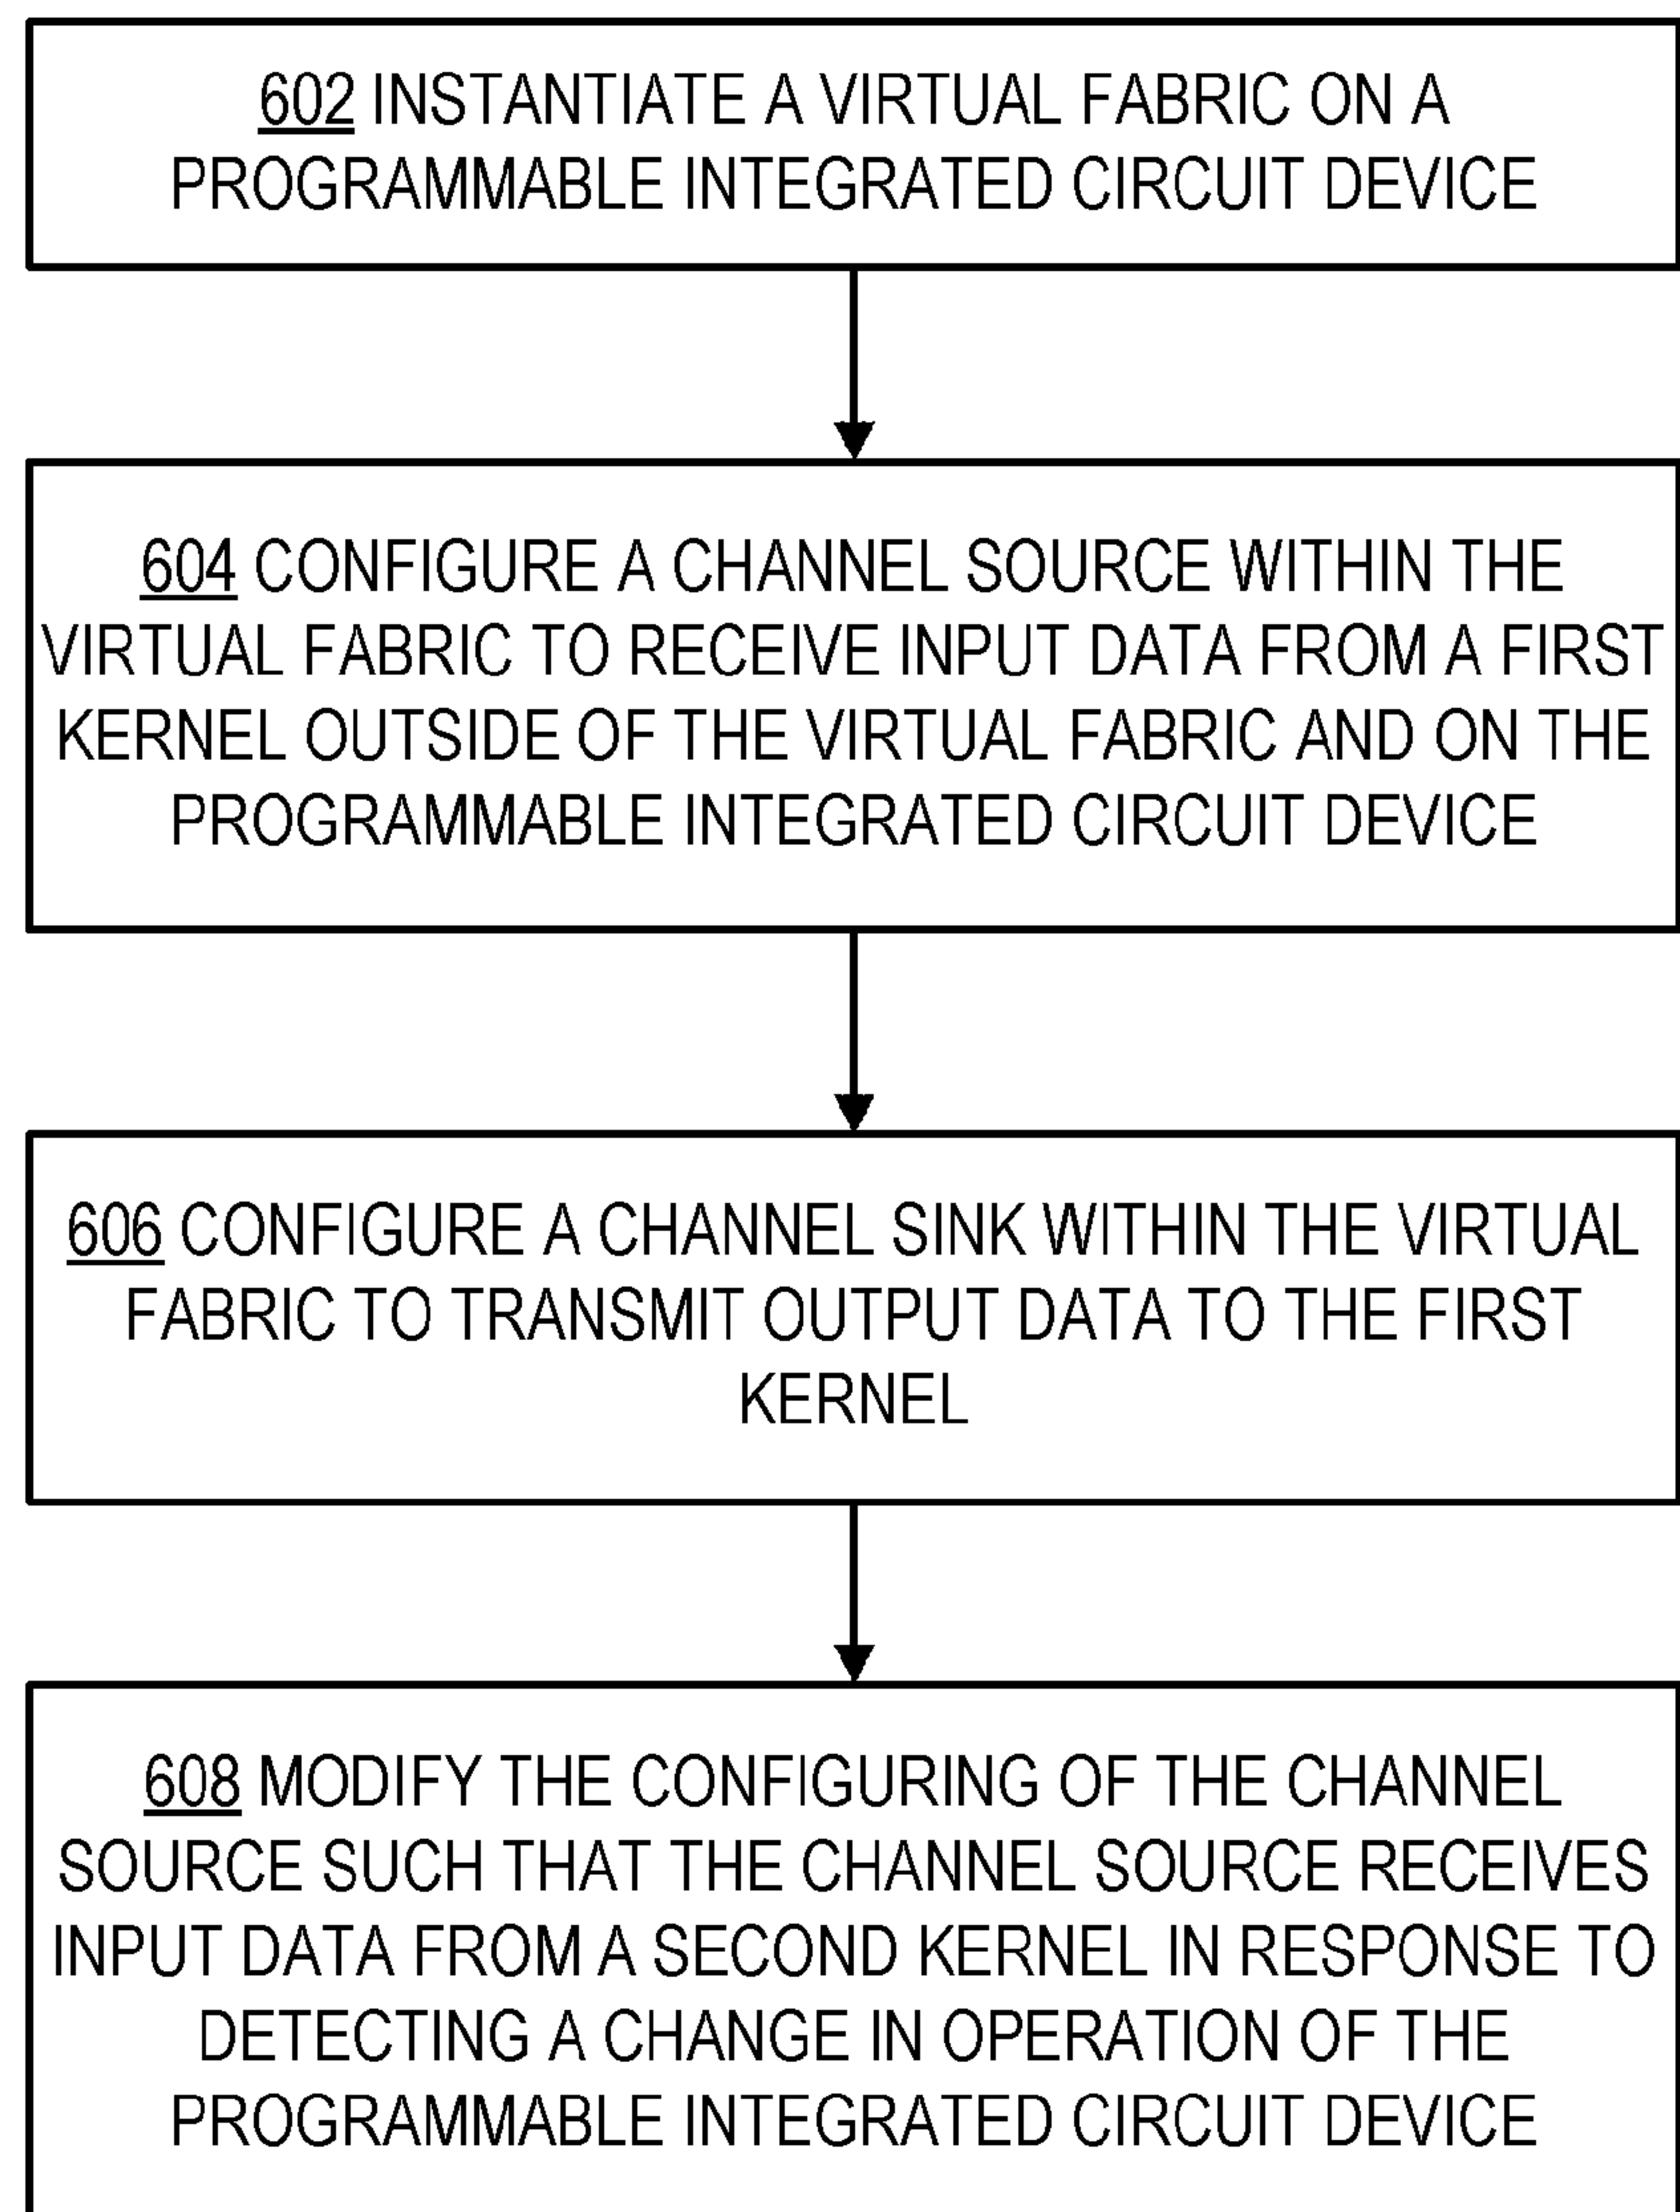 602 INSTANTIATE A VIRTUAL FABRIC ON A
PROGRAMMABLE INTEGRATED CIRCUIT DEVICE
604 CONFIGURE A CHANNEL SOURCE WITHIN THE
VIRTUAL FABRIC TO RECEIVE INPUT DATA FROM A FIRST
KERNEL OUTSIDE OF THE VIRTUAL FABRIC AND ON THE
PROGRAMMABLE INTEGRATED CIRCUIT DEVICE
606 CONFIGURE A CHANNEL SINK WITHIN THE VIRTUAL
FABRIC TO TRANSMIT OUTPUT DATA TO THE FIRST
KERNEL
608 MODIFY THE CONFIGURING OF THE CHANNEL
SOURCE SUCH THAT THE CHANNEL SOURCE RECEIVES
INPUT DATA FROM A SECOND KERNEL IN RESPONSE TO
DETECTING A CHANGE IN OPERATION OF THE
PROGRAMMABLE INTEGRATED CIRCUIT DEVICE